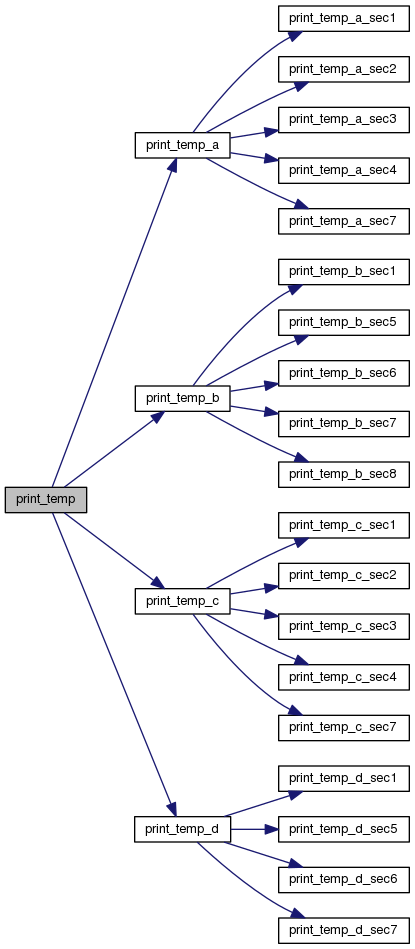 print_temp
print_temp_a
print_temp_a_sec1
print_temp_a_sec2
print_temp_a_sec3
print_temp_a_sec4
print_temp_a_sec7
print_temp_b
print_temp_b_sec1
print_temp_b_sec5
print_temp_b_sec6
print_temp_b_sec7
print_temp_b_sec8
print_temp_c
print_temp_c_sec1
print_temp_c_sec2
print_temp_c_sec3
print_temp_c_sec4
print_temp_c_sec7
print_temp_d
print_temp_d_sec1
print_temp_d_sec5
print_temp_d_sec6
print_temp_d_sec7